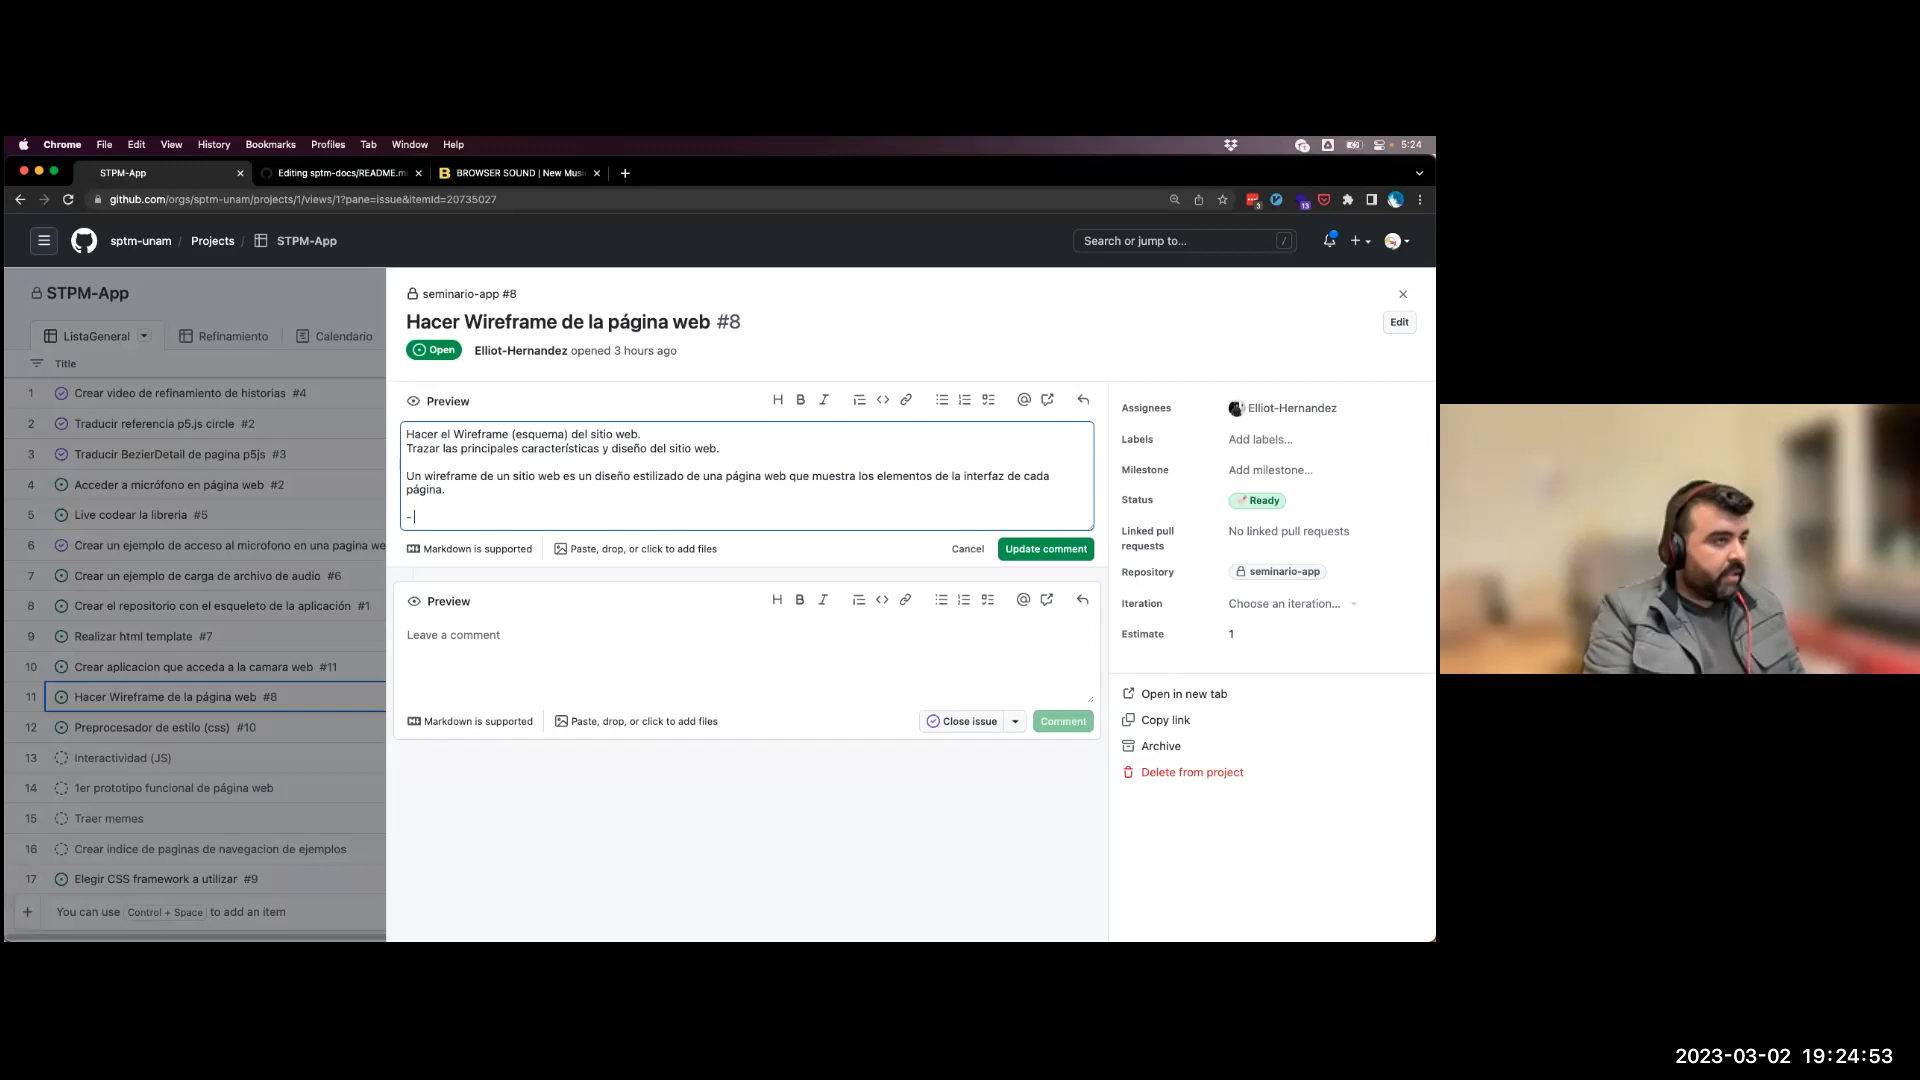 Chrome File Edit View History Bookmarks Profiles Tab Window Help 5:24
STPM-App Editing sptm-docs/README.m BROWSER SOUND | New Musi
github.com/orgs/sptm-unam/projects/1/views/1?pane=issue&itemId=20735027
sptm-unam / Projects / STPM-App Search or jump to... /
STPM-App
ListaGeneral Refinamiento Calendario
Title
1 Crear video de refinamiento de historias #4
2 Traducir referencia p5.js circle #2
3 Traducir BezierDetail de pagina p5js #3
4 Acceder a micrófono en página web #2
5 Live codear la libreria #5
6 Crear un ejemplo de acceso al microfono en una pagina we
7 Crear un ejemplo de carga de archivo de audio #6
8 Crear el repositorio con el esqueleto de la aplicación #1
9 Realizar html template #7
10 Crear aplicacion que acceda a la camara web #11
11 Hacer Wireframe de la página web #8
12 Preprocesador de estilo (css) #10
13 Interactividad (JS)
14 1er prototipo funcional de página web
15 Traer memes
16 Crear indice de paginas de navegacion de ejemplos
17 Elegir CSS framework a utilizar #9
+ You can use Control + Space to add an item
seminario-app #8
Hacer Wireframe de la página web #8
Edit
Open Elliot-Hernandez opened 3 hours ago
Preview
Hacer el Wireframe (esquema) del sitio web.
Trazar las principales características y diseño del sitio web.
Un wireframe de un sitio web es un diseño estilizado de una página web que muestra los elementos de la interfaz de cada
página.
-
Markdown is supported Paste, drop, or click to add files Cancel Update comment
Preview
Leave a comment
Markdown is supported Paste, drop, or click to add files Close issue Comment
Assignees Elliot-Hernandez
Labels Add labels...
Milestone Add milestone...
Status Ready
Linked pull requests No linked pull requests
Repository seminario-app
Iteration Choose an iteration...
Estimate 1
Open in new tab
Copy link
Archive
Delete from project
2023-03-02 19:24:53